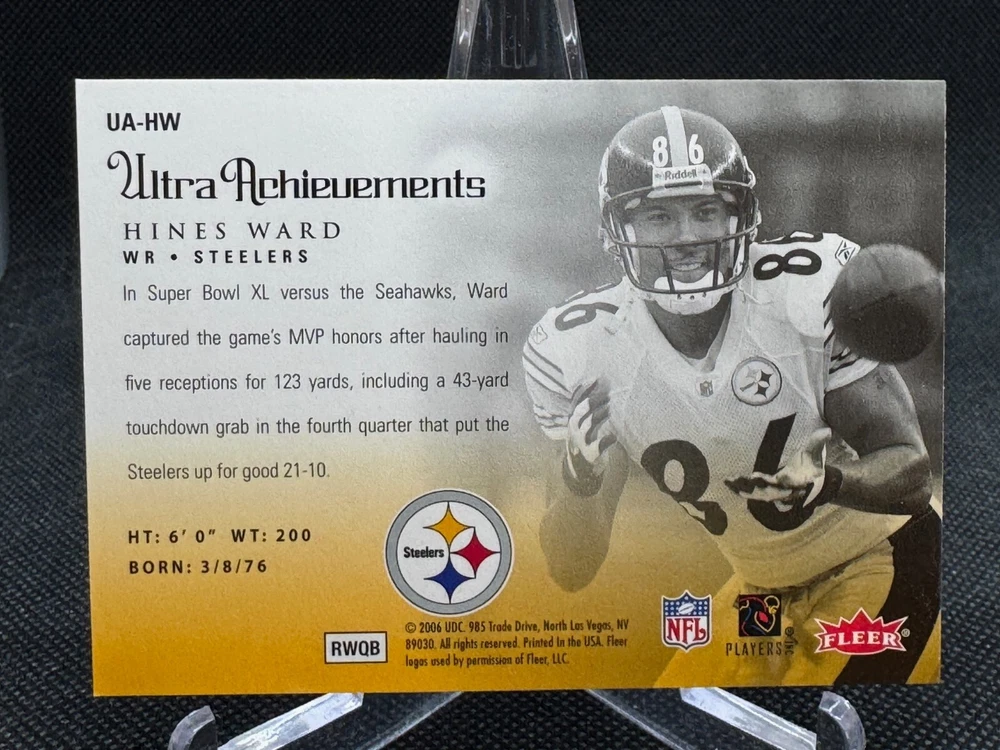 UA-HW
Ultra Achievements
HINES WARD
WR • STEELERS
In Super Bowl XL versus the Seahawks, Ward
captured the game's MVP honors after hauling in
five receptions for 123 yards, including a 43-yard
touchdown grab in the fourth quarter that put the
Steelers up for good 21-10.
HT: 6' 0" WT: 200
BORN: 3/8/76
Steelers
RWQB
© 2006 UDC. 985 Trade Drive, North Las Vegas, NV
89030. All rights reserved. Printed in the USA. Fleer
logos used by permission of Fleer, LLC.
NFL
PLAYERS INC
FLEER®
86
Riddell
86
86
86